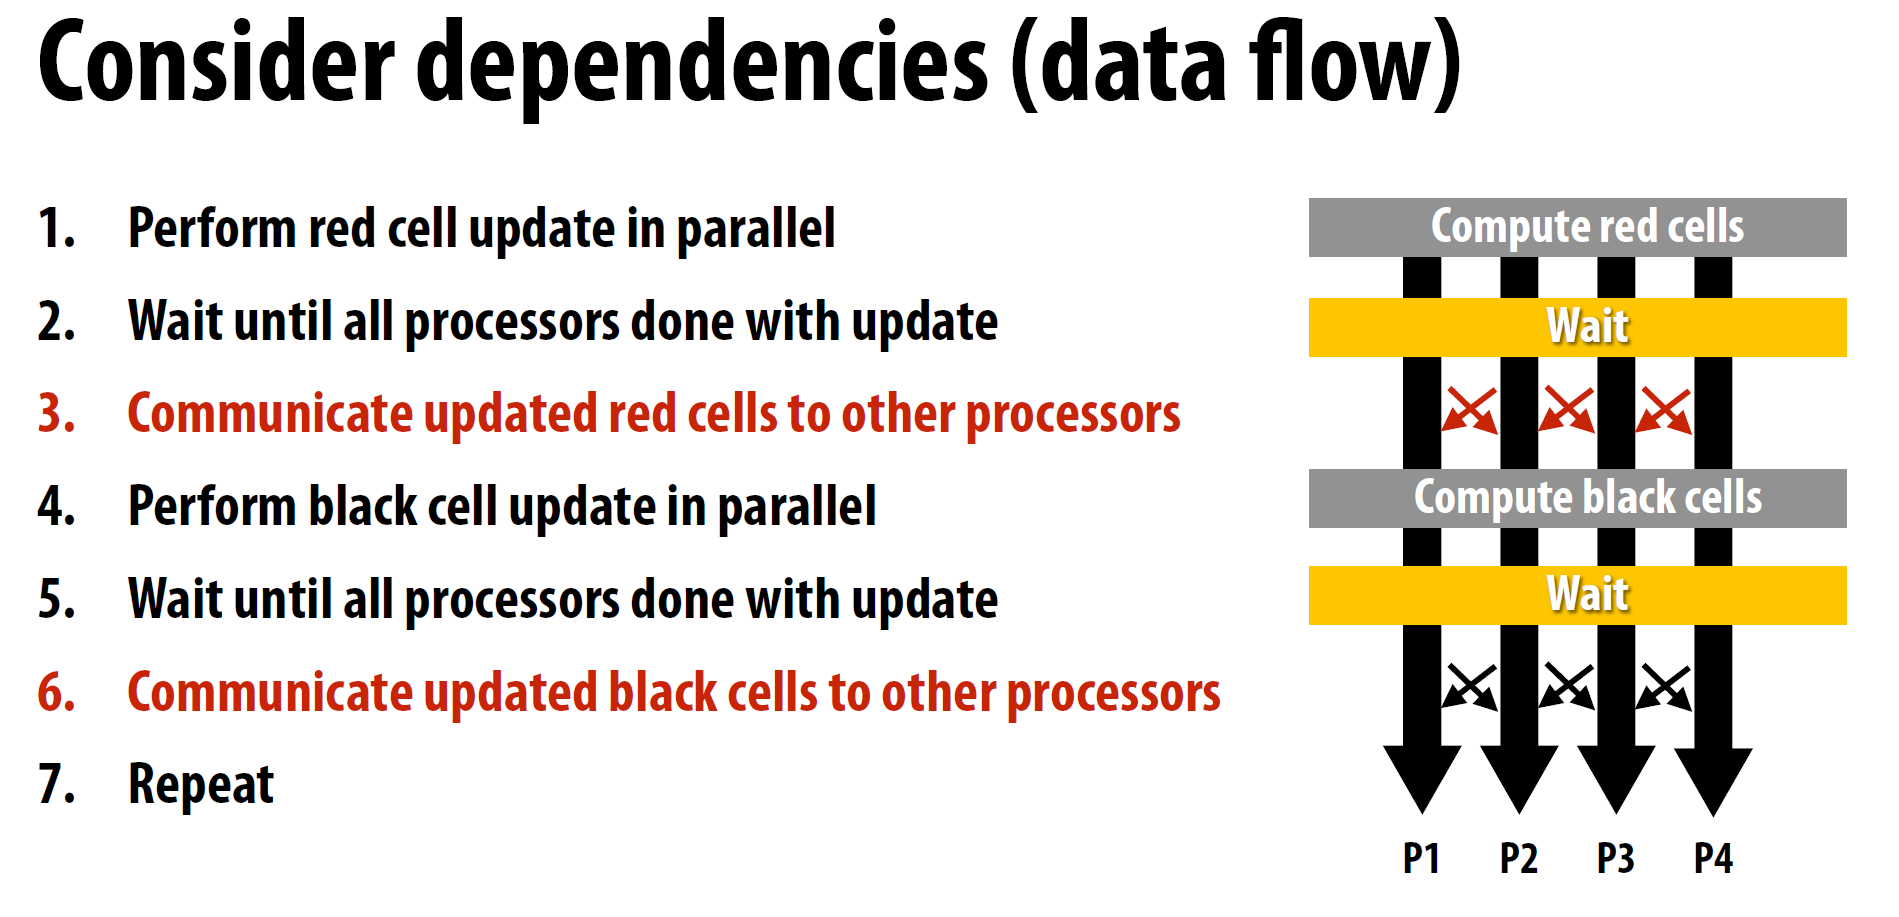 Consider dependencies (data flow)
1. Perform red cell update in parallel
2. Wait until all processors done with update
3. Communicate updated red cells to other processors
4. Perform black cell update in parallel
5. Wait until all processors done with update
6. Communicate updated black cells to other processors
7. Repeat
Compute red cells
Wait
Compute black cells
Wait
P1 P2 P3 P4